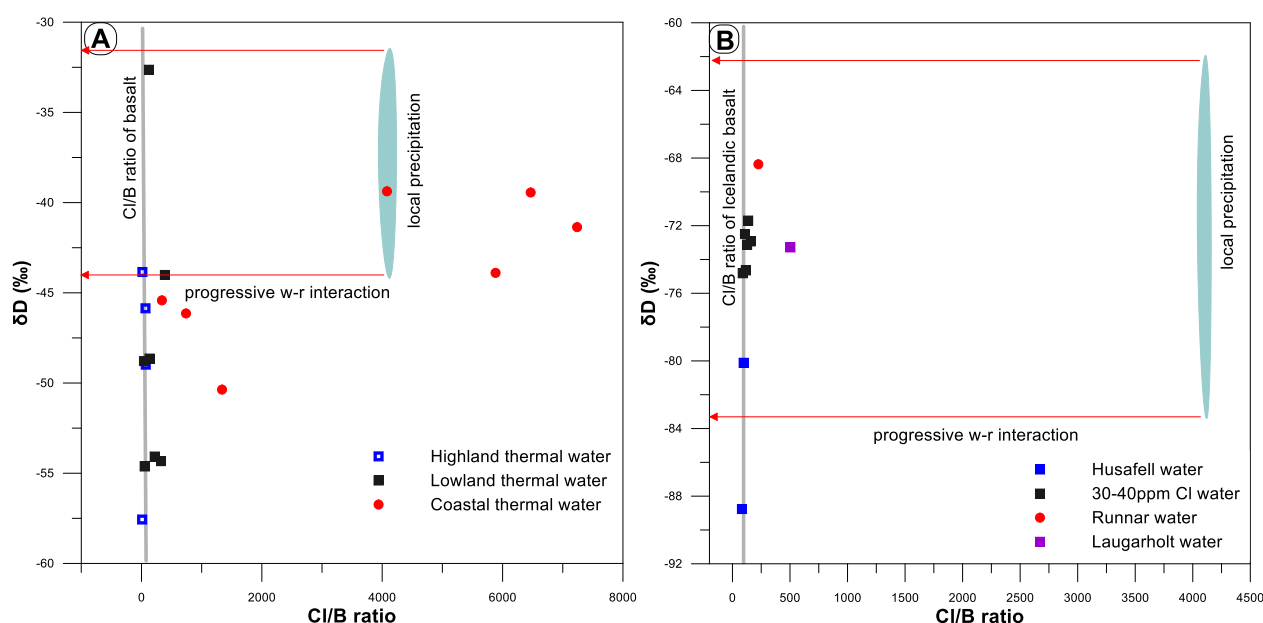 A
-30
-35
-40
-45
-50
-55
-60
δD (‰)
Cl/B ratio of basalt
local precipitation
progressive w-r interaction
Highland thermal water
Lowland thermal water
Coastal thermal water
0
2000
4000
6000
8000
Cl/B ratio
B
-60
-64
-68
-72
-76
-80
-84
-88
-92
δD (‰)
Cl/B ratio of Icelandic basalt
local precipitation
progressive w-r interaction
Husafell water
30-40ppm Cl water
Runnar water
Laugarholt water
0
500
1000
1500
2000
2500
3000
3500
4000
4500
Cl/B ratio